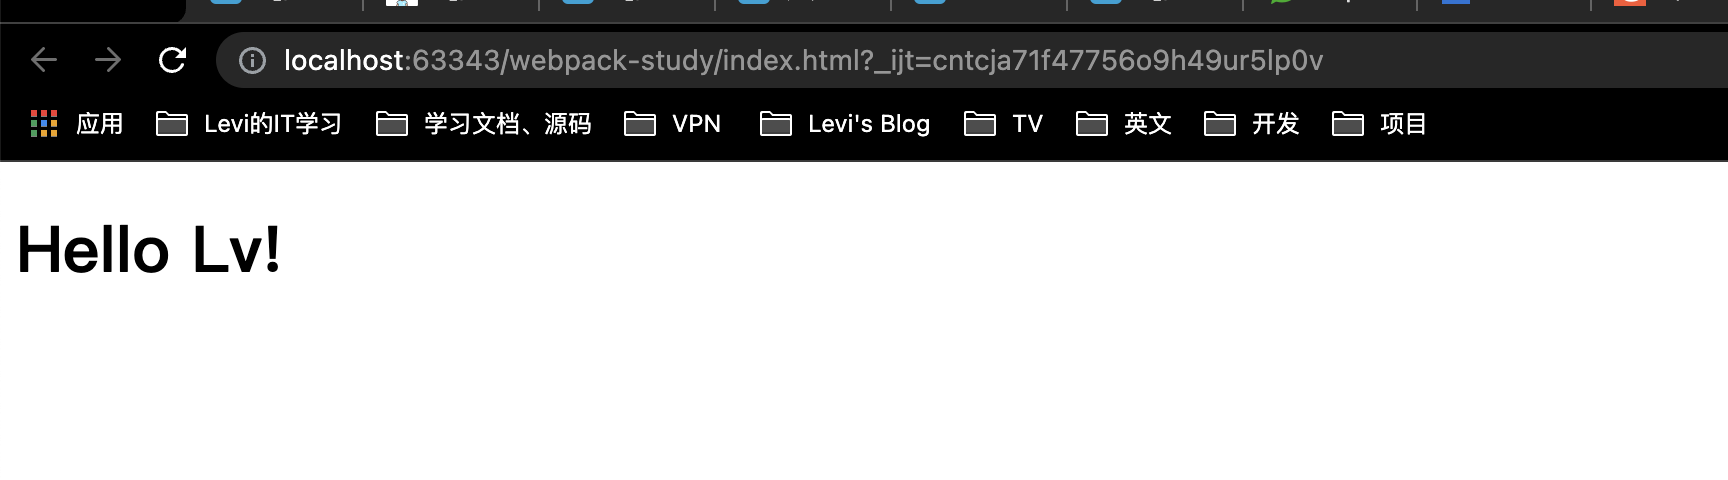 localhost:63343/webpack-study/index.html?_ijt=cntcja71f47756o9h49ur5lp0v
应用 Levi的IT学习 学习文档、源码 VPN Levi's Blog TV 英文 开发 项目
Hello Lv!